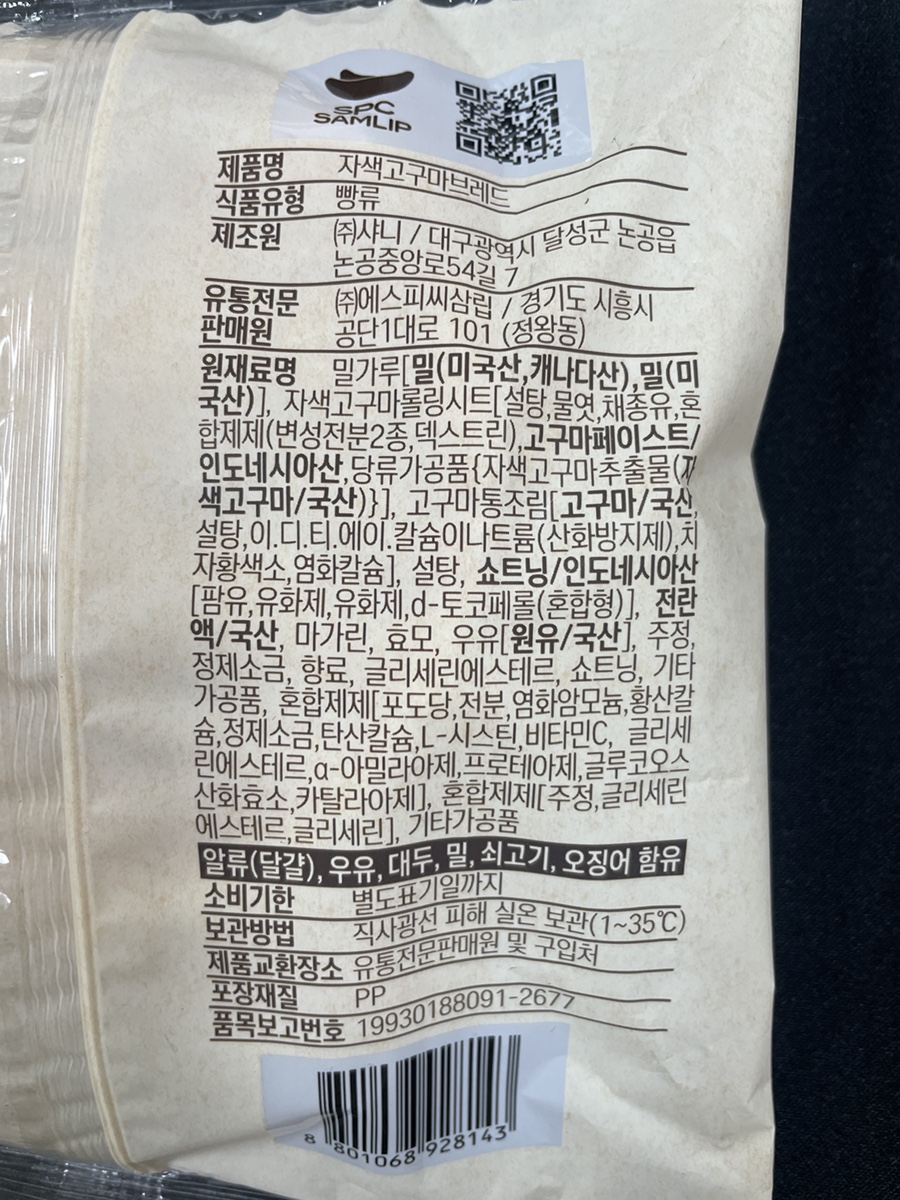 SPC
SAMLIP
제품명 자색고구마브레드
식품유형 빵류
제조원 ㈜샤니 / 대구광역시 달성군 논공읍
논공중앙로54길 7
유통전문 ㈜에스피씨삼립 / 경기도 시흥시
판매원 공단1대로 101 (정왕동)
원재료명 밀가루[밀(미국산,캐나다산),밀(미
국산)], 자색고구마롤링시트[설탕,물엿,채종유,혼
합제제(변성전분2종,덱스트린),고구마페이스트/
인도네시아산,당류가공품{자색고구마추출물(자
색고구마/국산)}], 고구마통조림[고구마/국산,
설탕,이.디.티.에이.칼슘이나트륨(산화방지제),치
자황색소,염화칼슘], 설탕, 쇼트닝/인도네시아산
[팜유,유화제,유화제,d-토코페롤(혼합형)], 전란
액/국산, 마가린, 효모, 우유[원유/국산], 주정,
정제소금, 향료, 글리세린에스테르, 쇼트닝, 기타
가공품, 혼합제제[포도당,전분,염화암모늄,황산칼
슘,정제소금,탄산칼슘,L-시스틴,비타민C, 글리세
린에스테르,α-아밀라아제,프로테아제,글루코오스
산화효소,카탈라아제], 혼합제제[주정,글리세린
에스테르,글리세린], 기타가공품
알류(달걀), 우유, 대두, 밀, 쇠고기, 오징어 함유
소비기한 별도표기일까지
보관방법 직사광선 피해 실온 보관(1~35℃)
제품교환장소 유통전문판매원 및 구입처
포장재질 PP
품목보고번호 19930188091-2677
8 801068 928143